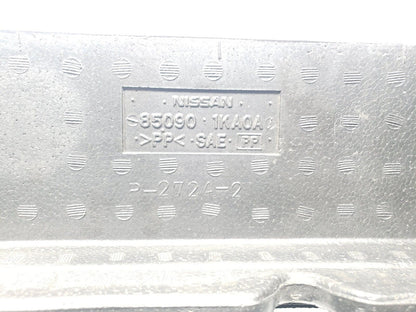 NISSAN
85090 1KA0A
>PP< · SAE · PP
P-2724-2